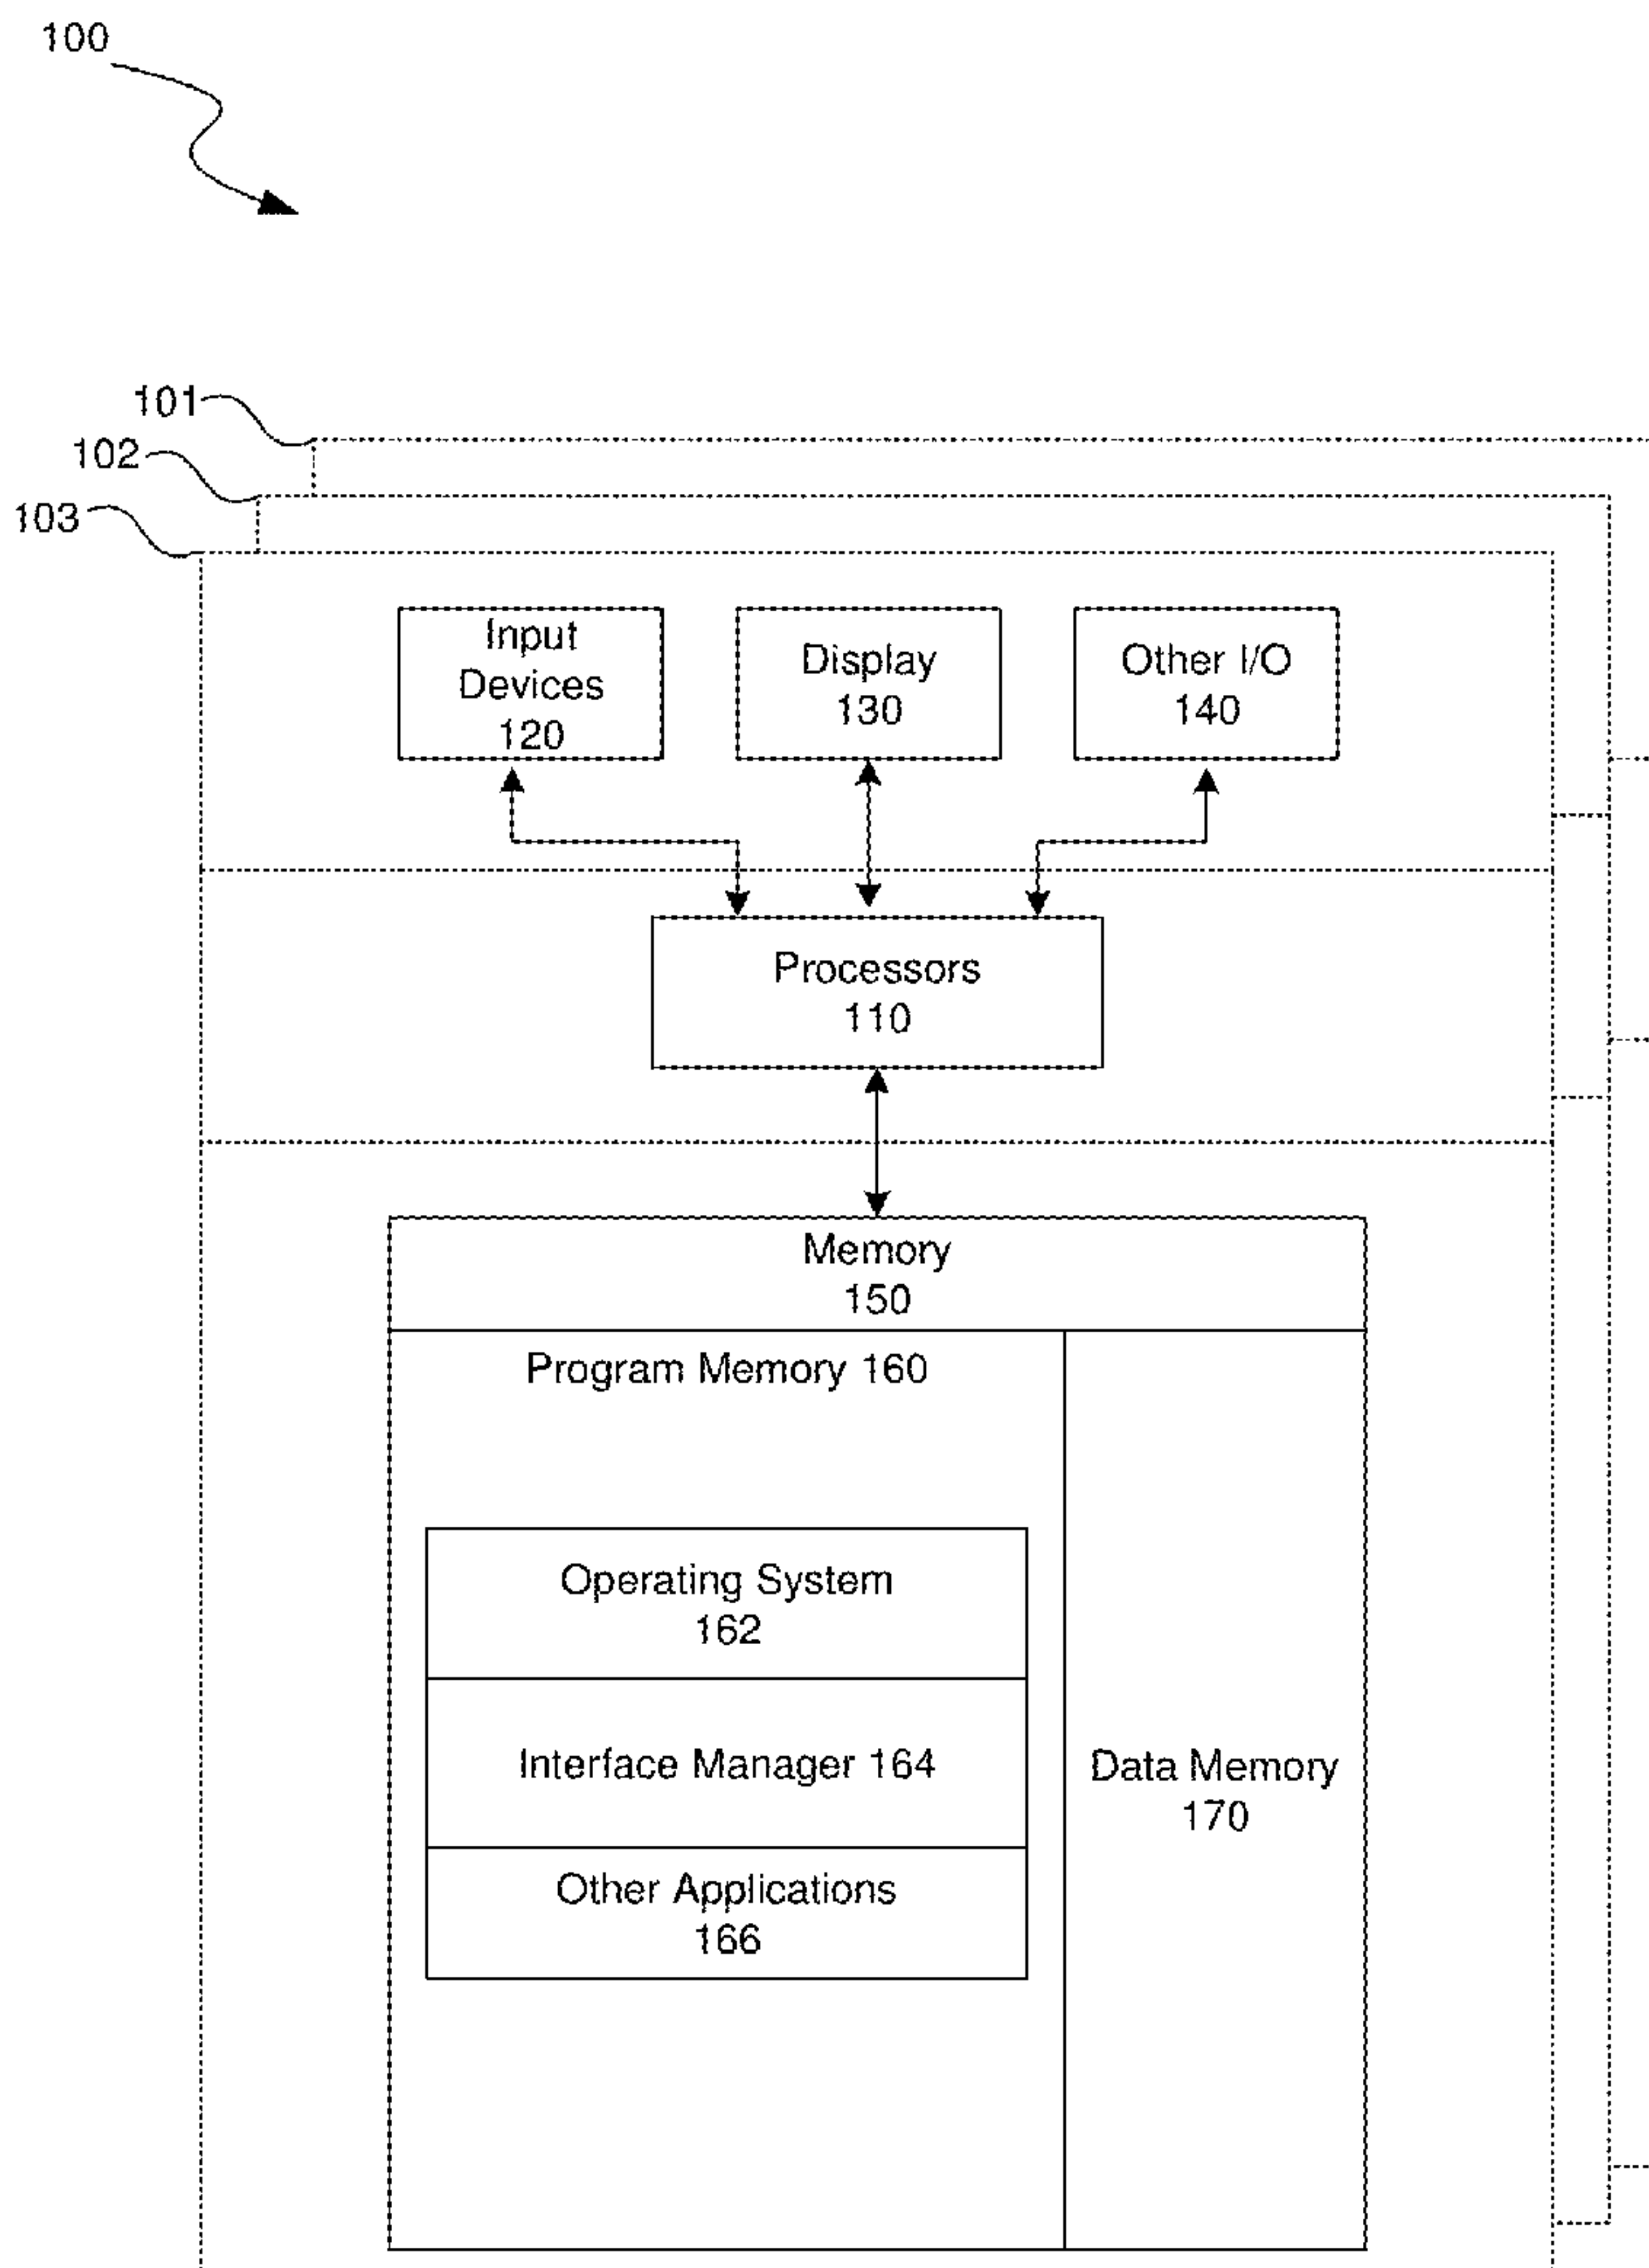 100
101
102
103
Input
Devices
120
Display
130
Other I/O
140
Processors
110
Memory
150
Program Memory 160
Operating System
162
Interface Manager 164
Other Applications
166
Data Memory
170